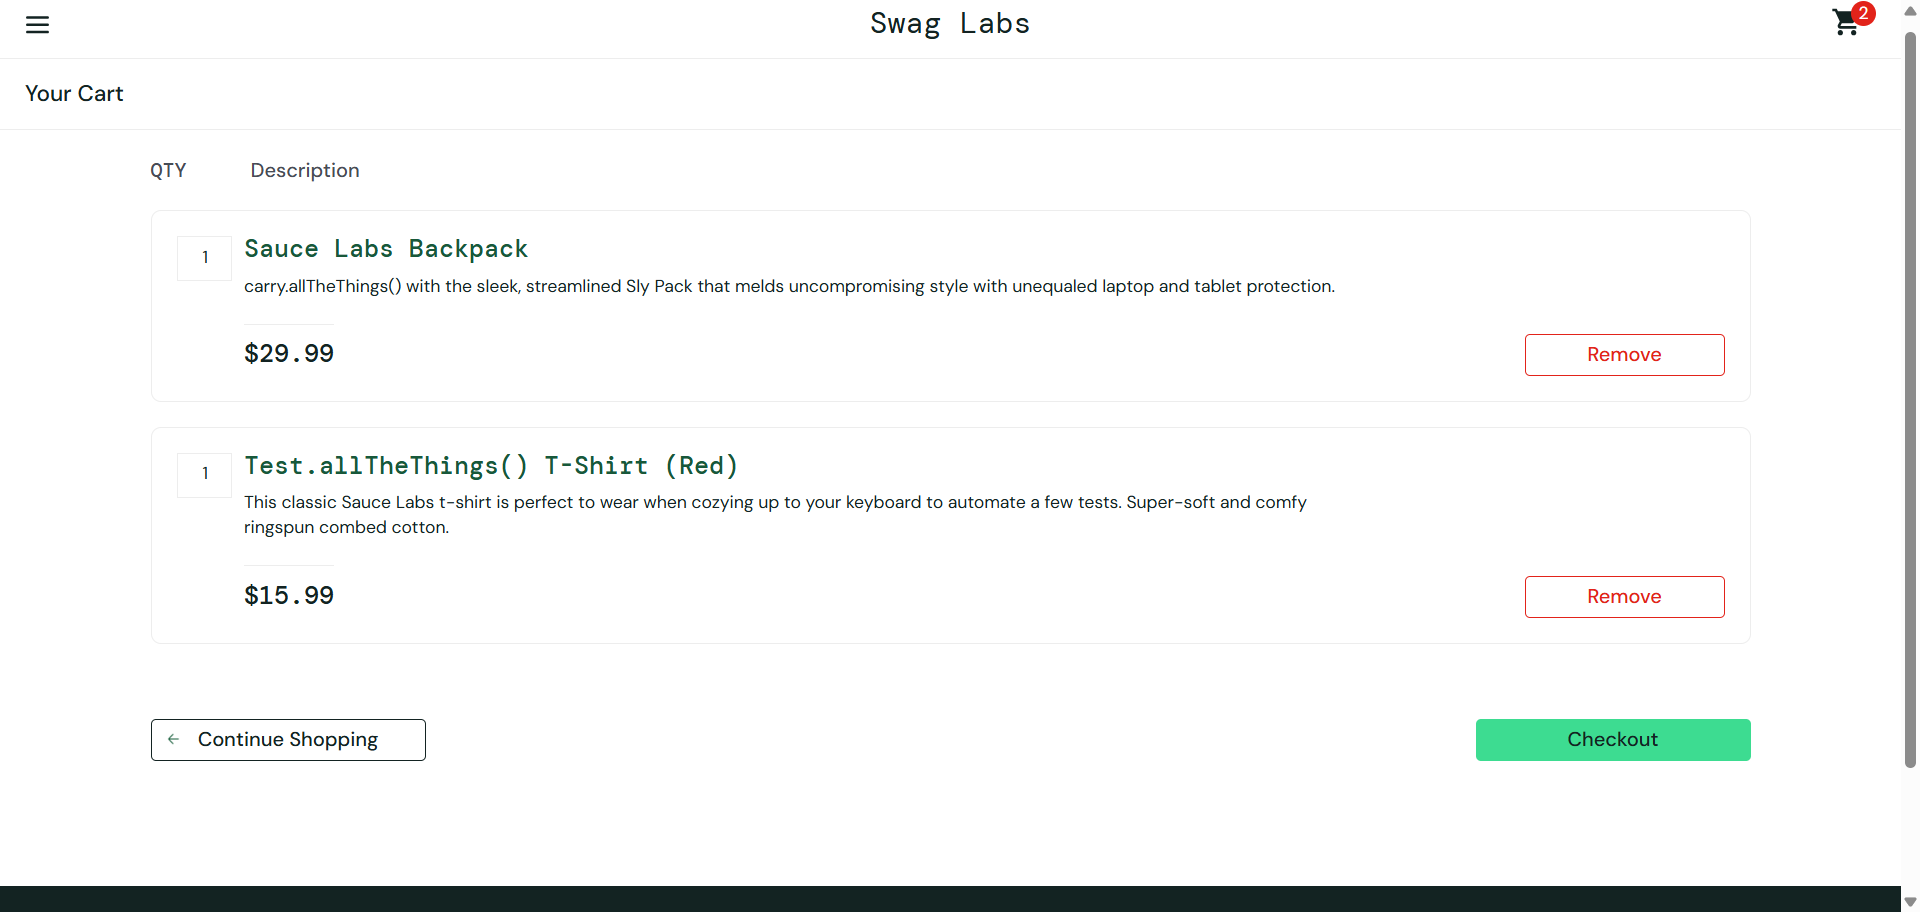 Swag Labs
2
Your Cart
QTY Description
1
Sauce Labs Backpack
carry.allTheThings() with the sleek, streamlined Sly Pack that melds uncompromising style with unequaled laptop and tablet protection.
$29.99
Remove
1
Test.allTheThings() T-Shirt (Red)
This classic Sauce Labs t-shirt is perfect to wear when cozying up to your keyboard to automate a few tests. Super-soft and comfy
ringspun combed cotton.
$15.99
Remove
Continue Shopping
Checkout